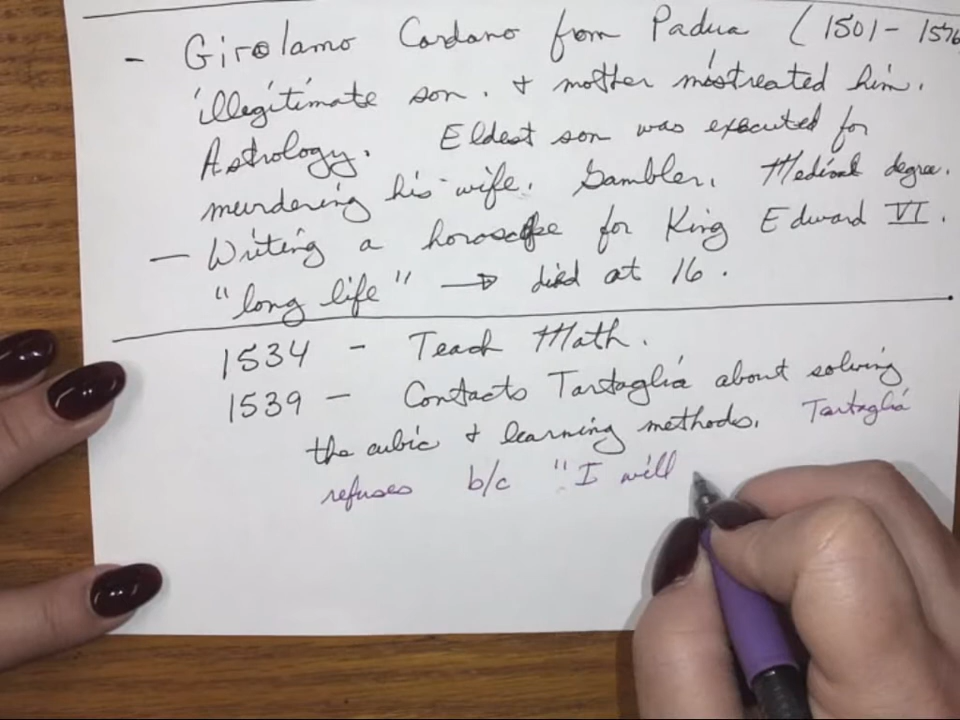 - Girolamo Cardano from Padua (1501 - 1576
illegitimate son. + mother mistreated him.
Astrology. Eldest son was executed for
murdering his wife. Gambler. Medical degree.
- Writing a horoscope for King Edward VI.
"long life" → died at 16.
1534 - Teach Math.
1539 - Contacts Tartaglia about solving
the cubic + learning methods. Tartaglia
refuses b/c "I will